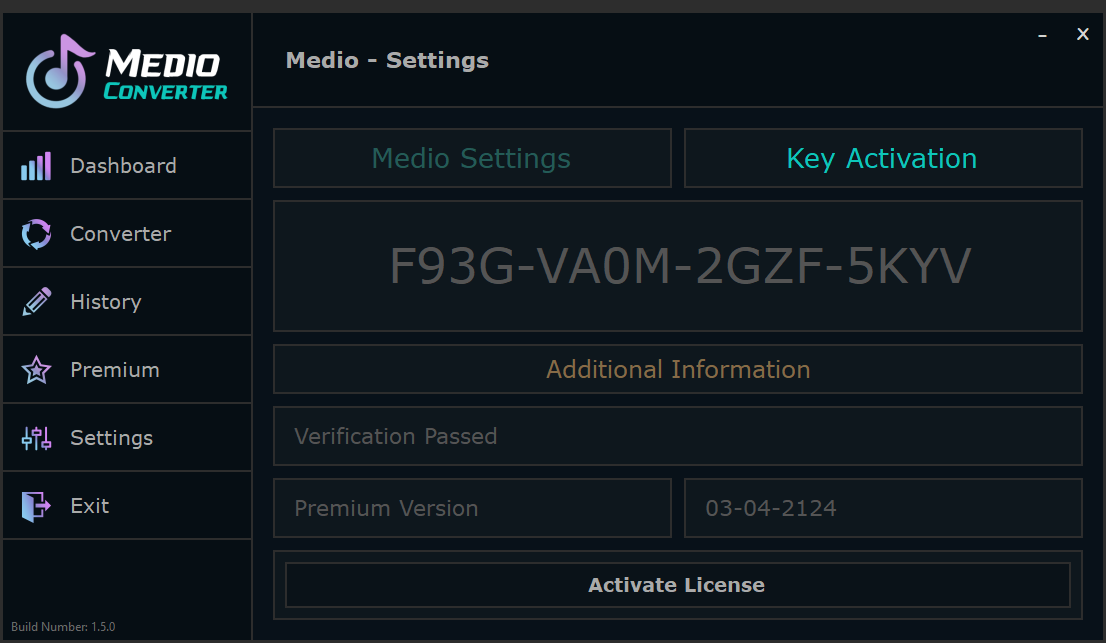 MEDIO
CONVERTER
Medio - Settings
Dashboard
Converter
History
Premium
Settings
Exit
Build Number: 1.5.0
Medio Settings
Key Activation
F93G-VA0M-2GZF-5KYV
Additional Information
Verification Passed
Premium Version
03-04-2124
Activate License